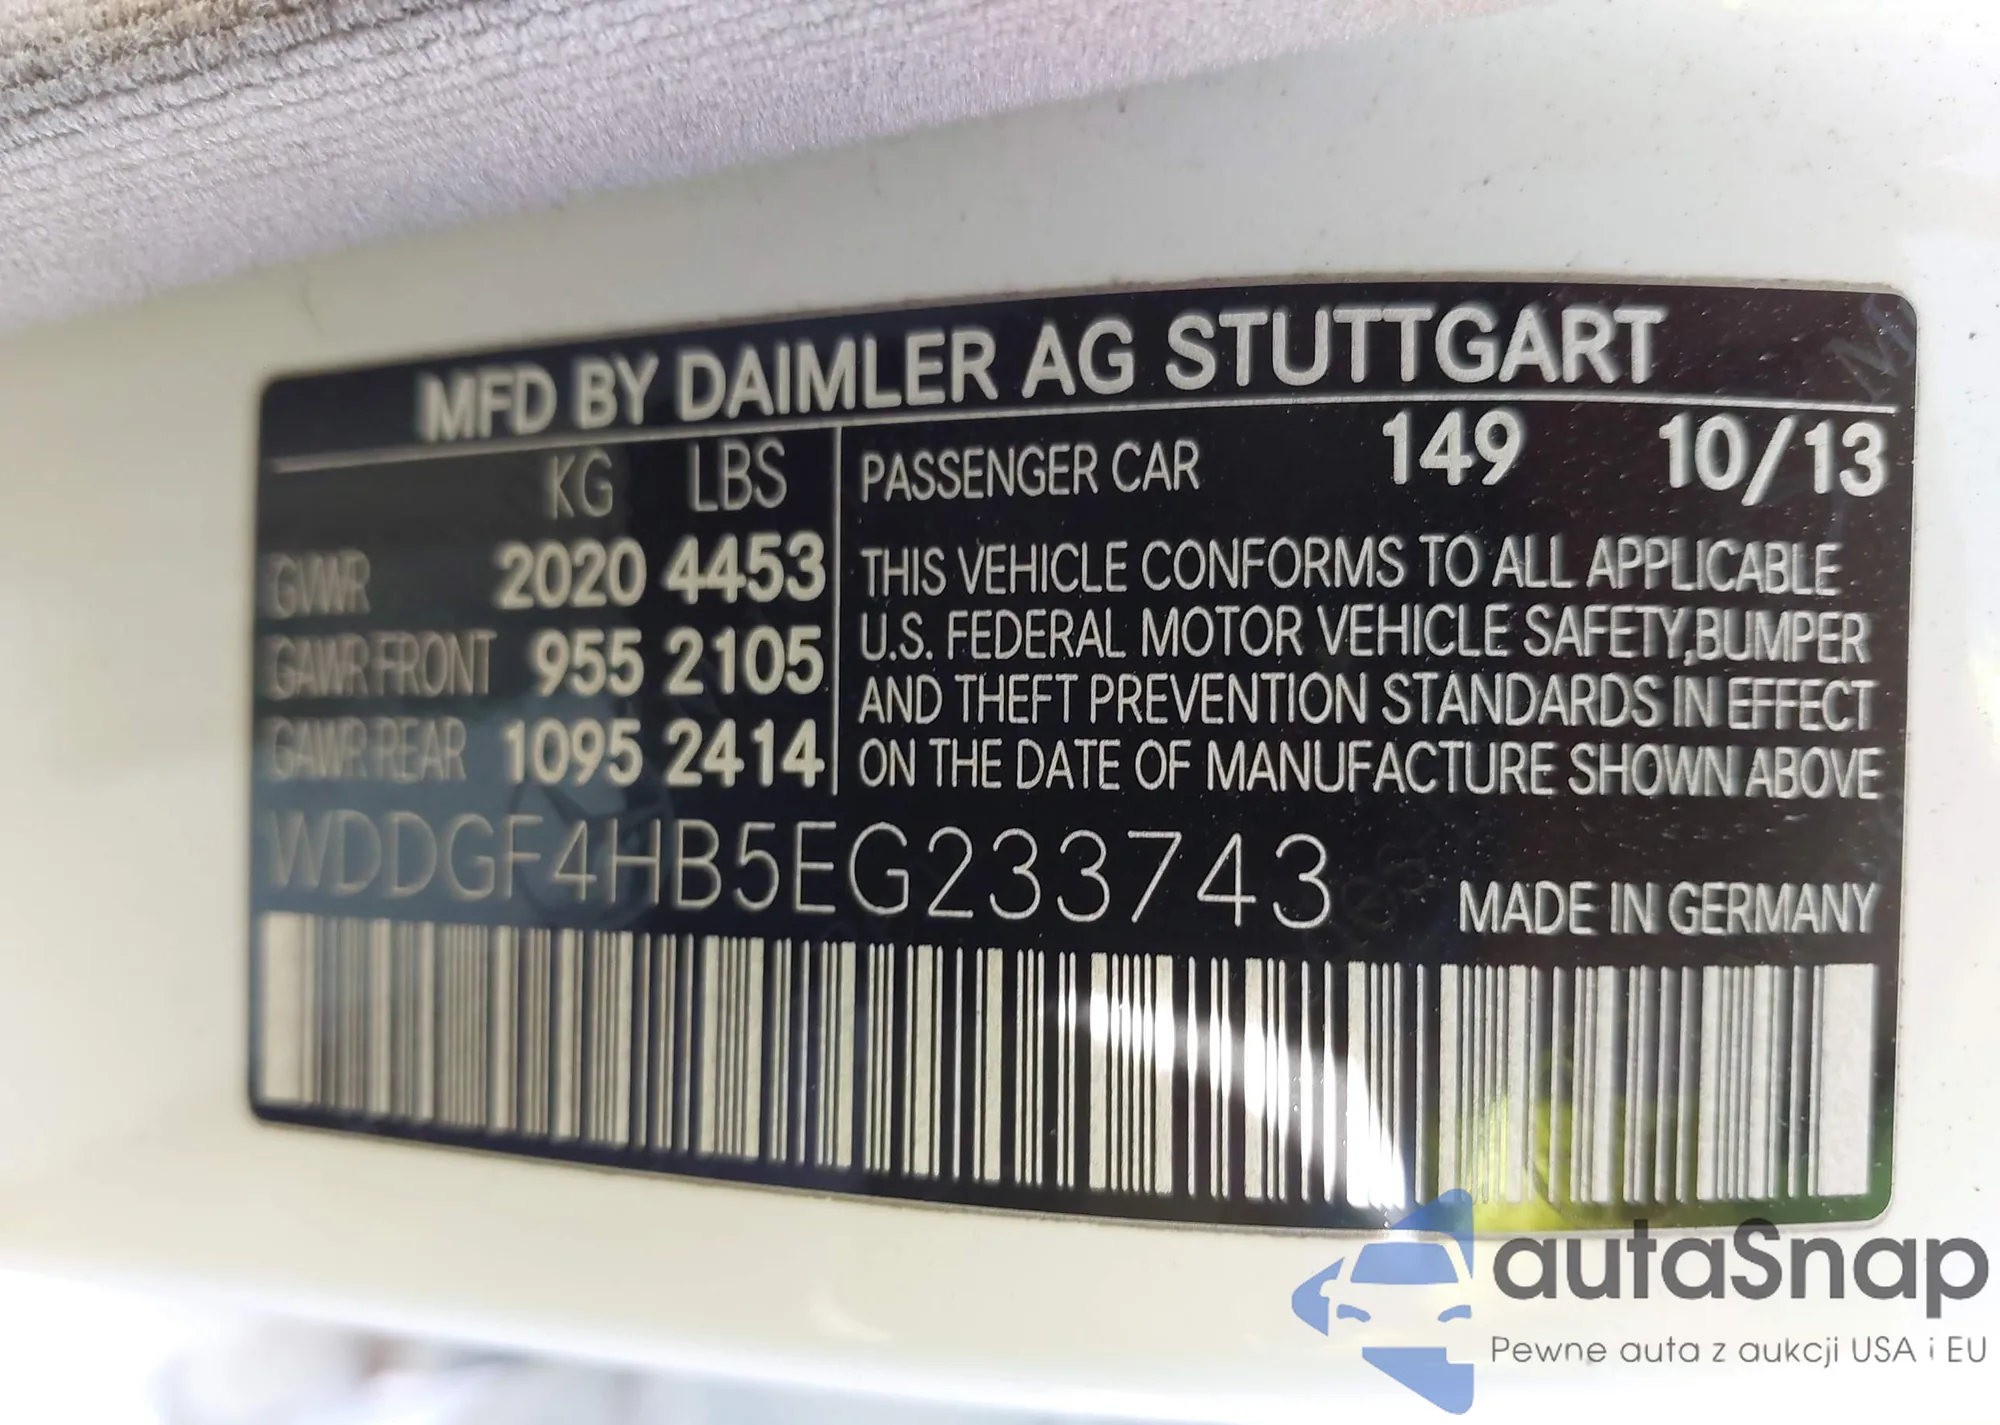 MFD BY DAIMLER AG STUTTGART
KG LBS
GVWR 2020 4453
GAWR FRONT 955 2105
GAWR REAR 1095 2414
PASSENGER CAR 149 10/13
THIS VEHICLE CONFORMS TO ALL APPLICABLE
U.S. FEDERAL MOTOR VEHICLE SAFETY,BUMPER
AND THEFT PREVENTION STANDARDS IN EFFECT
ON THE DATE OF MANUFACTURE SHOWN ABOVE
WDDGF4HB5EG233743
MADE IN GERMANY
autaSnap
Pewne auta z aukcji USA i EU